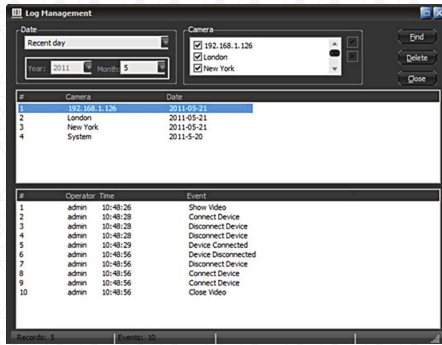 Log Management
Date
Recent day
Year: 2011 Month: 5
Camera
192.168.1.126
London
New York
Find
Delete
Close
# Camera Date
1 192.168.1.126 2011-05-21
2 London 2011-05-21
3 New York 2011-05-21
4 System 2011-5-20
# Operator Time Event
1 admin 10:48:26 Show Video
2 admin 10:48:28 Connect Device
3 admin 10:48:28 Disconnect Device
4 admin 10:48:28 Disconnect Device
5 admin 10:48:29 Device Connected
6 admin 10:48:56 Device Disconnected
7 admin 10:48:56 Disconnect Device
8 admin 10:48:56 Connect Device
9 admin 10:48:56 Connect Device
10 admin 10:48:56 Close Video
Records: 5 Events: 10